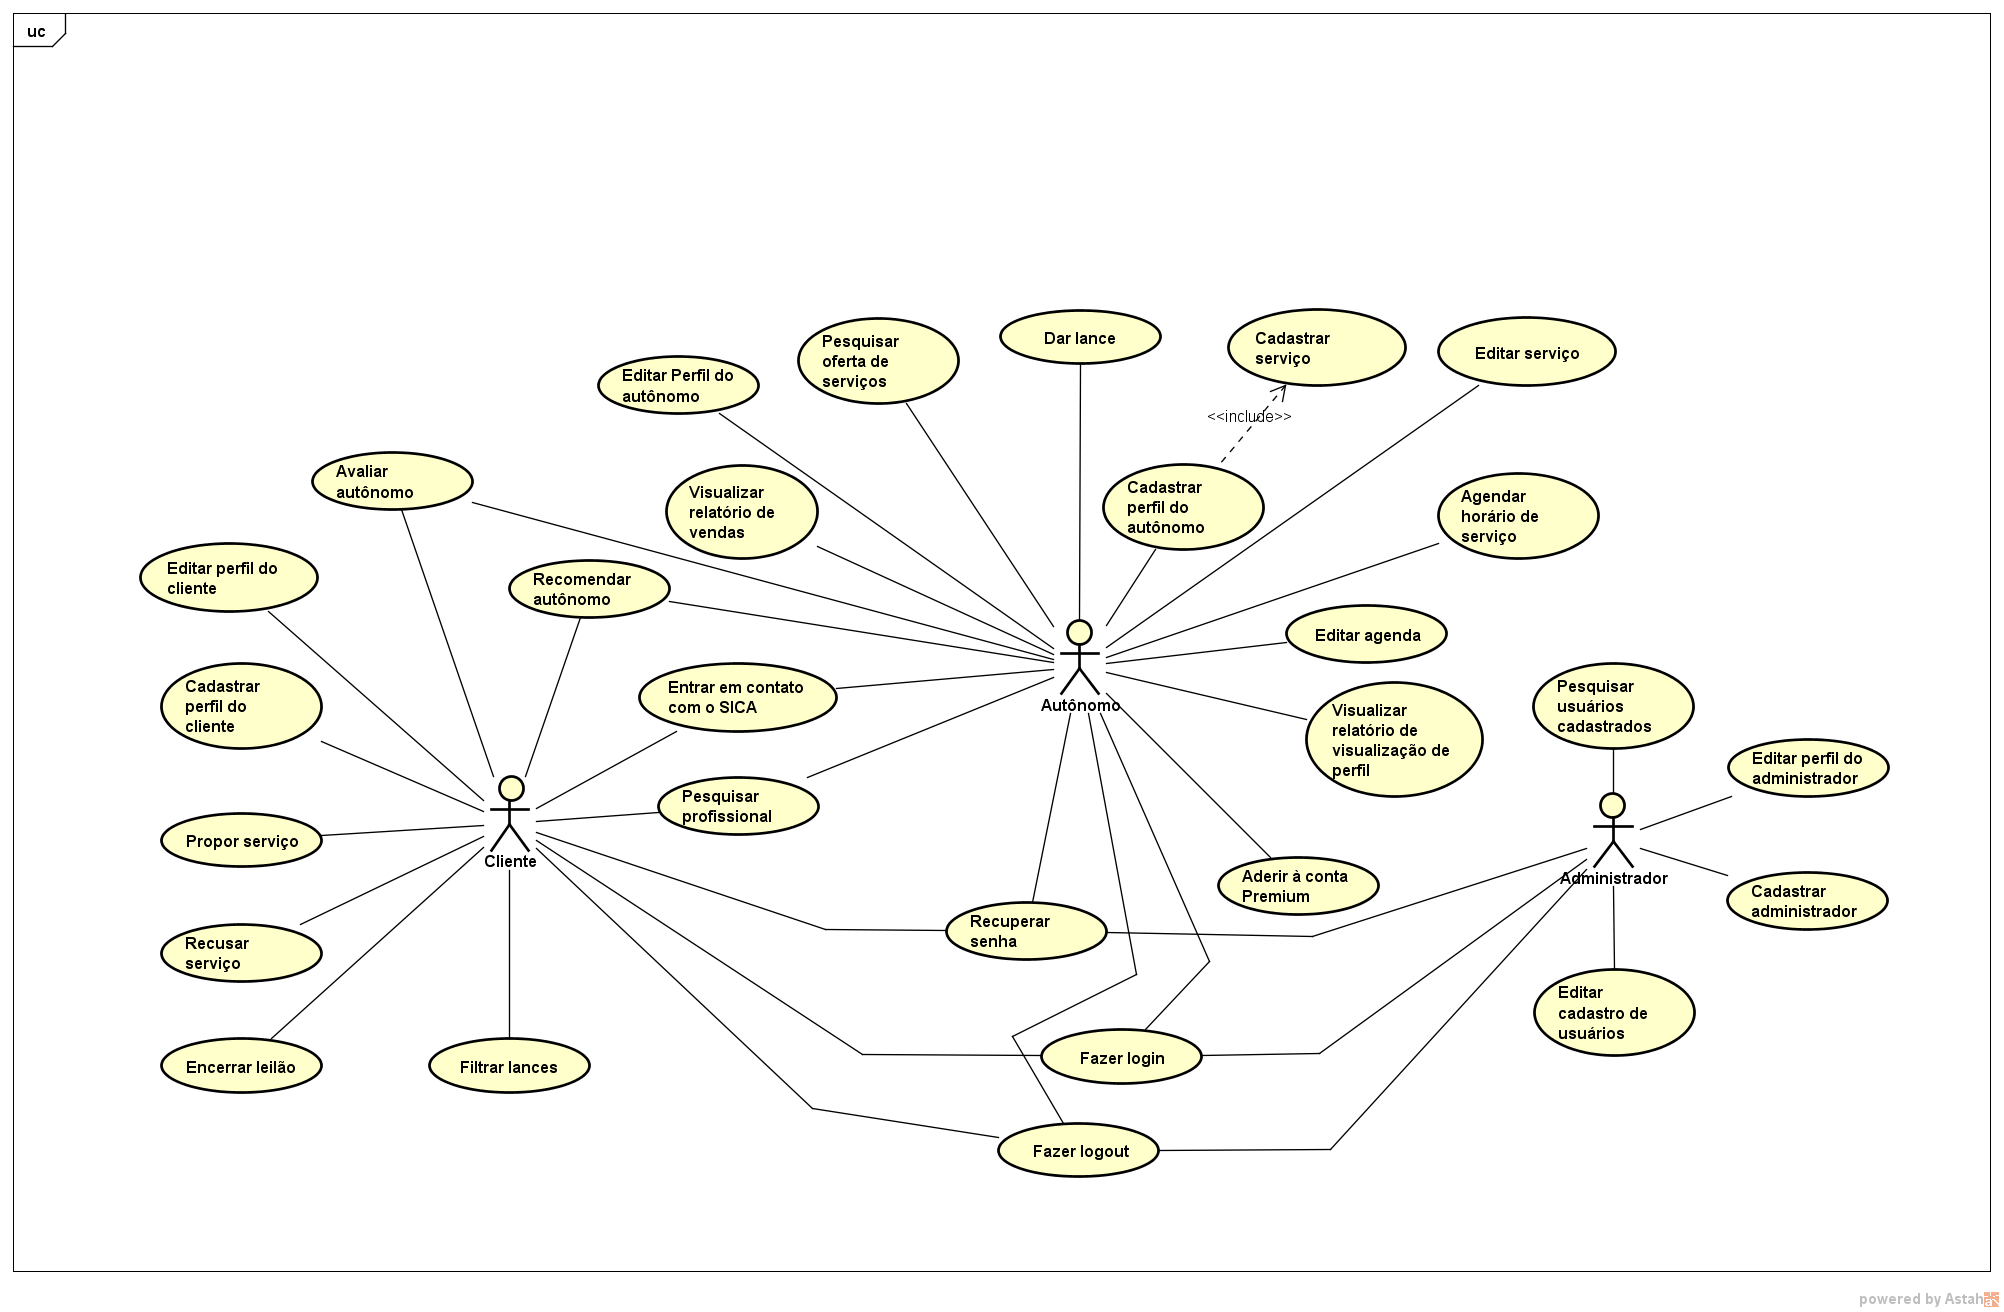 uc
Dar lance
Cadastrar
serviço
Editar serviço
Pesquisar
oferta de
serviços
Editar Perfil do
autônomo
<<include>>
Avaliar
autônomo
Visualizar
relatório de
vendas
Cadastrar
perfil do
autônomo
Agendar
horário de
serviço
Editar perfil do
cliente
Recomendar
autônomo
Editar agenda
Cadastrar
perfil do
cliente
Entrar em contato
com o SICA
Autônomo
Visualizar
relatório de
visualização de
perfil
Pesquisar
usuários
cadastrados
Editar perfil do
administrador
Pesquisar
profissional
Propor serviço
Cliente
Aderir à conta
Premium
Administrador
Cadastrar
administrador
Recuperar
senha
Recusar
serviço
Editar
cadastro de
usuários
Encerrar leilão
Filtrar lances
Fazer login
Fazer logout
powered by Astah